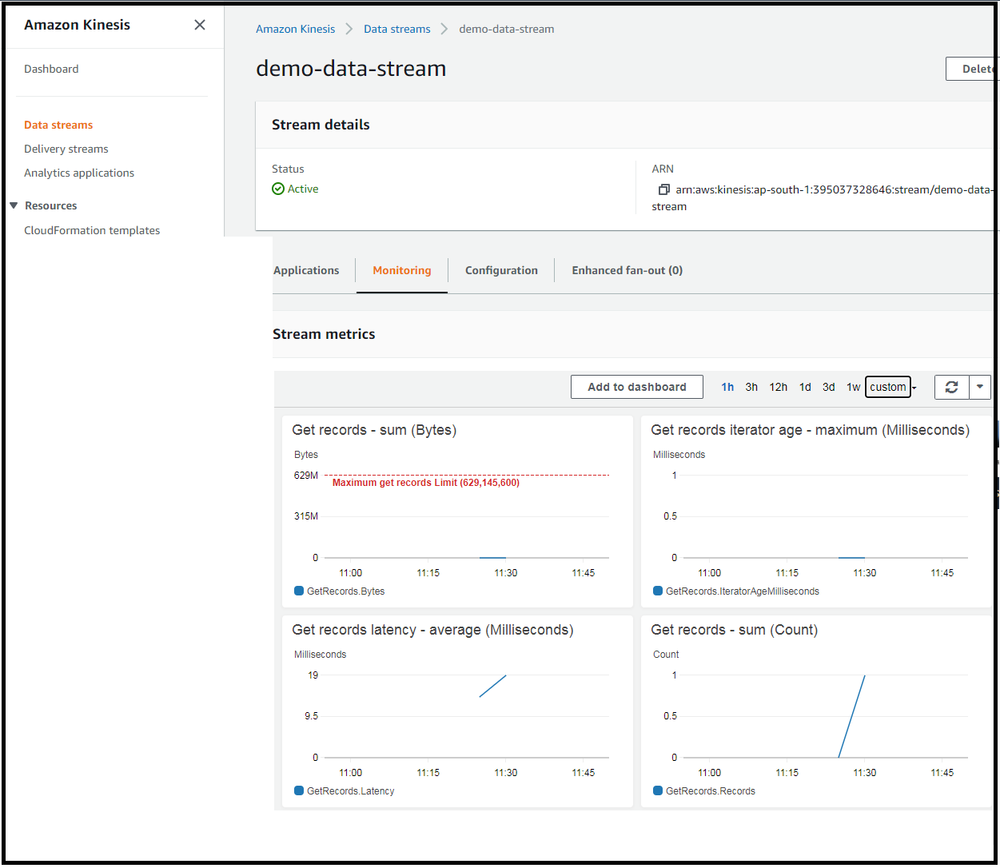 Amazon Kinesis
Dashboard
Data streams
Delivery streams
Analytics applications
Resources
CloudFormation templates
Amazon Kinesis Data streams demo-data-stream
demo-data-stream
Delete
Stream details
Status
Active
ARN
arn:aws:kinesis:ap-south-1:395037328646:stream/demo-data-
stream
Applications Monitoring Configuration Enhanced fan-out (0)
Stream metrics
Add to dashboard 1h 3h 12h 1d 3d 1w custom
Get records - sum (Bytes)
Bytes
629M
Maximum get records Limit (629,145,600)
315M
0
11:00 11:15 11:30 11:45
GetRecords.Bytes
Get records iterator age - maximum (Milliseconds)
Milliseconds
1
0.5
0
11:00 11:15 11:30 11:45
GetRecords.IteratorAgeMilliseconds
Get records latency - average (Milliseconds)
Milliseconds
19
9.5
0
11:00 11:15 11:30 11:45
GetRecords.Latency
Get records - sum (Count)
Count
1
0.5
0
11:00 11:15 11:30 11:45
GetRecords.Records